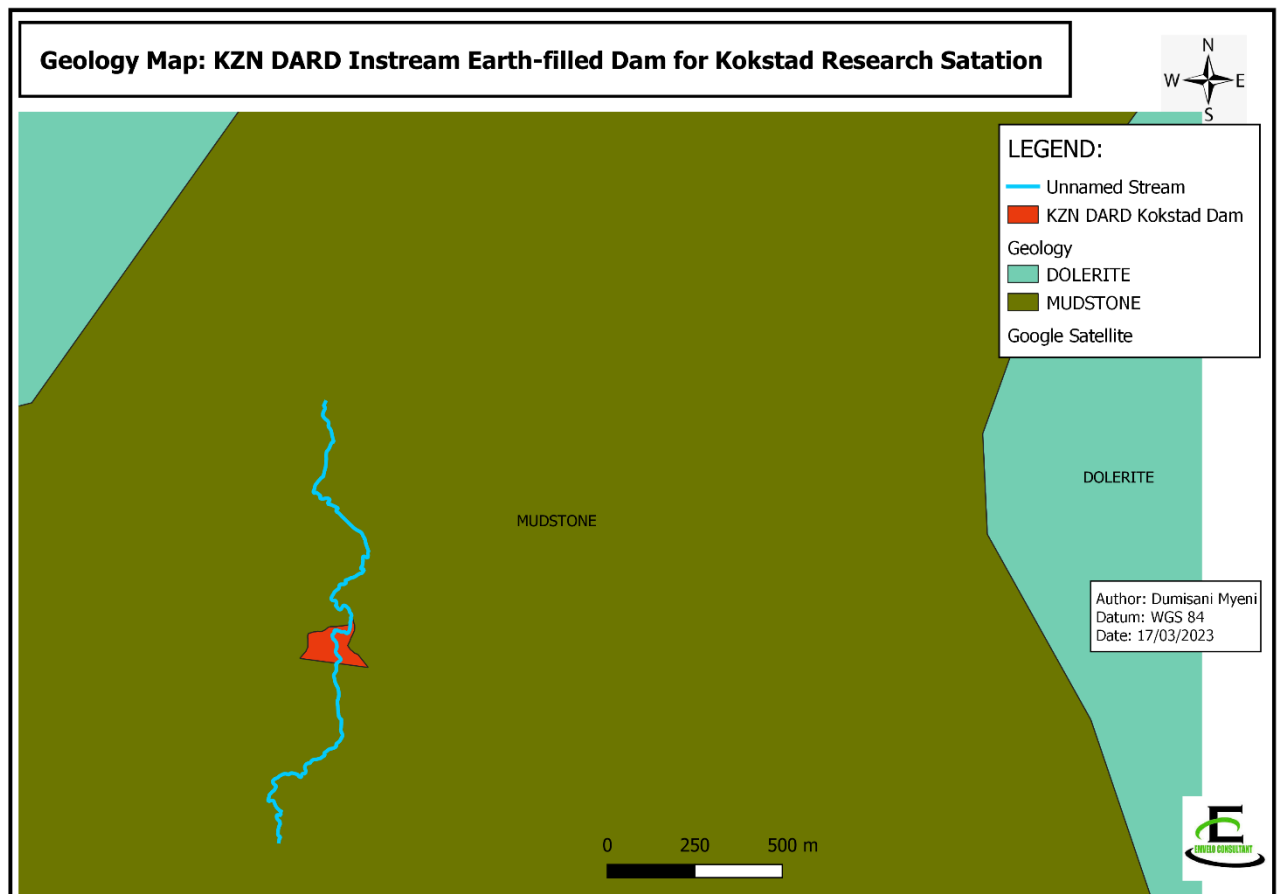 Geology Map: KZN DARD Instream Earth-filled Dam for Kokstad Research Satation
N
W E
S
LEGEND:
Unnamed Stream
KZN DARD Kokstad Dam
Geology
DOLERITE
MUDSTONE
Google Satellite
DOLERITE
MUDSTONE
Author: Dumisani Myeni
Datum: WGS 84
Date: 17/03/2023
0 250 500 m
E
ENVELO CONSULTANT